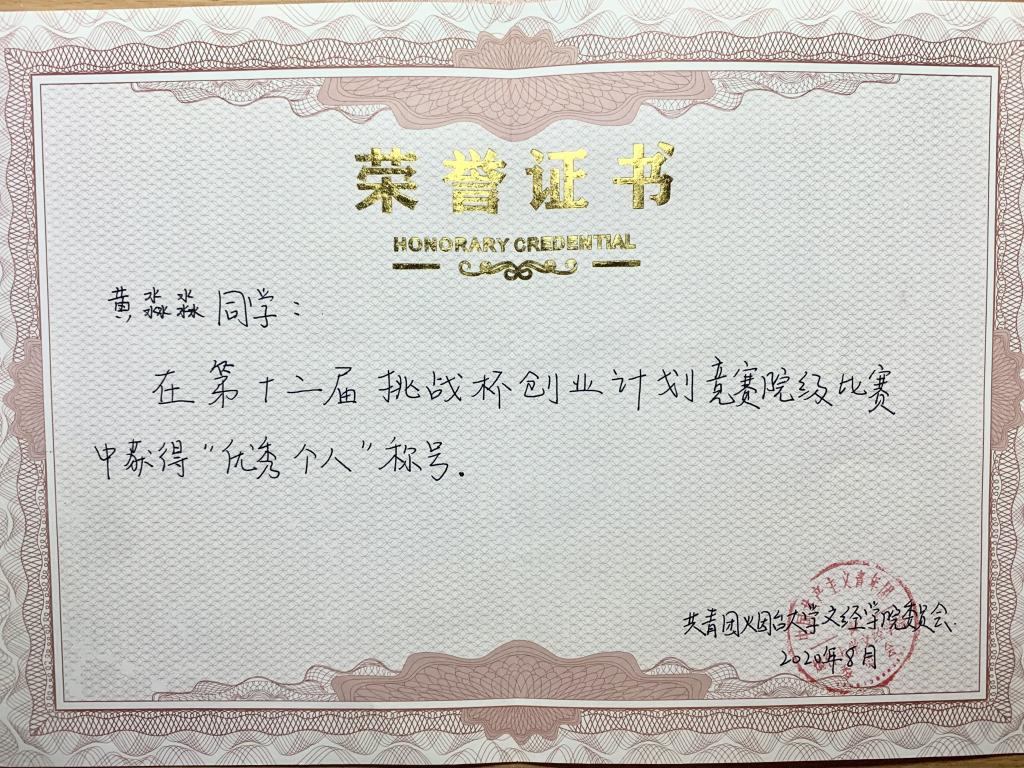 荣誉证书
HONORARY CREDENTIAL
黄淼淼同学：
在第十二届挑战杯创业计划竞赛院级比赛
中获得“优秀个人”称号.
共青团烟台大学文经学院委员会.
2020年8月